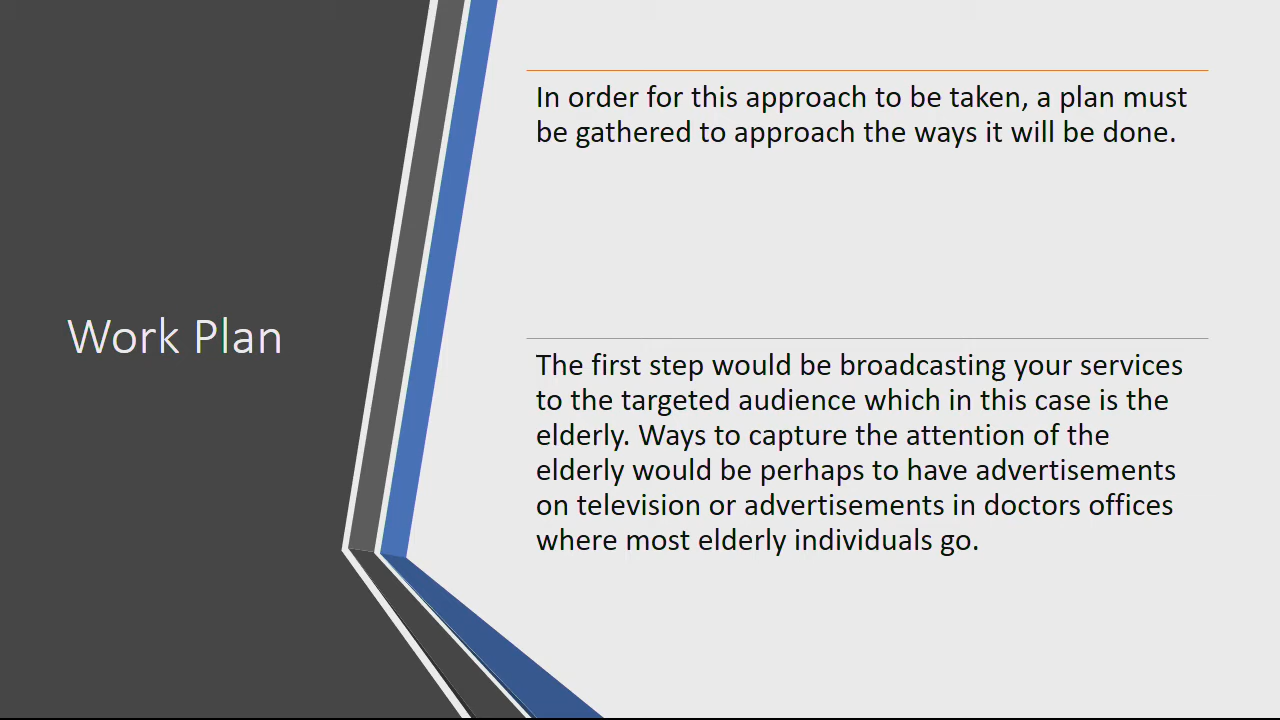 Work Plan
In order for this approach to be taken, a plan must
be gathered to approach the ways it will be done.
The first step would be broadcasting your services
to the targeted audience which in this case is the
elderly. Ways to capture the attention of the
elderly would be perhaps to have advertisements
on television or advertisements in doctors offices
where most elderly individuals go.